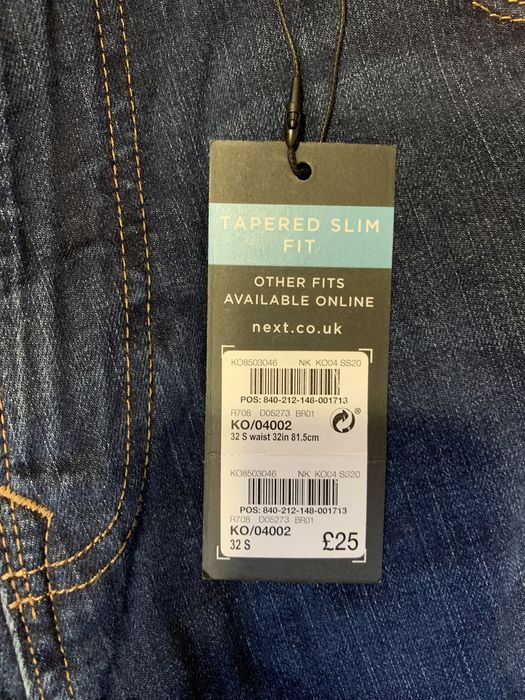 TAPERED SLIM
FIT
OTHER FITS
AVAILABLE ONLINE
next.co.uk
KO8503046 NK KO04 SS20
POS: 840-212-148-001713
R708 D05273 BR01
KO/04002
32 S waist 32in 81.5cm
®
KO8503046 NK KO04 SS20
POS: 840-212-148-001713
R708 D05273 BR01
KO/04002
32 S £25